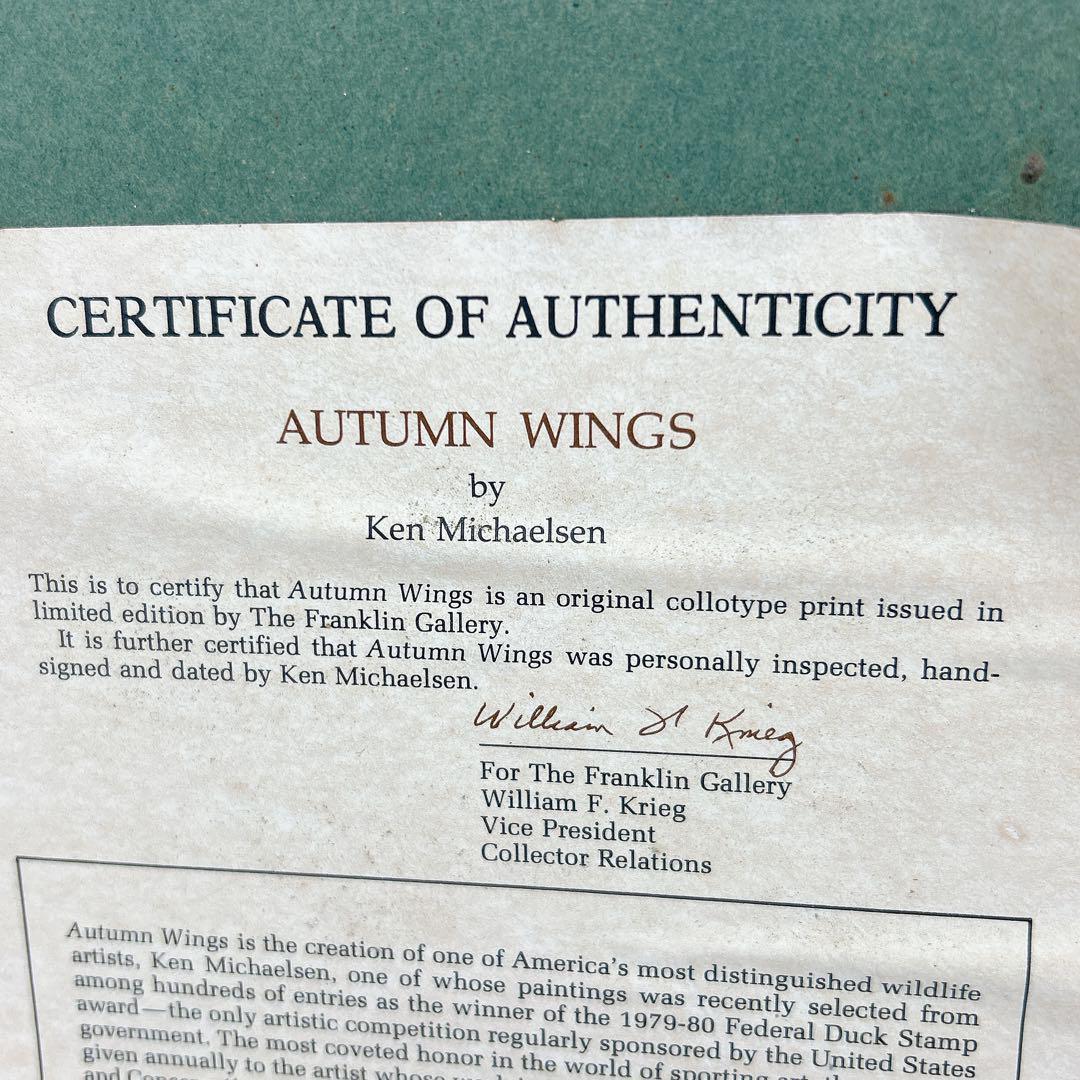 CERTIFICATE OF AUTHENTICITY
AUTUMN WINGS
by
Ken Michaelsen
This is to certify that Autumn Wings is an original collotype print issued in
limited edition by The Franklin Gallery.
It is further certified that Autumn Wings was personally inspected, hand-
signed and dated by Ken Michaelsen.
William F Krieg
For The Franklin Gallery
William F. Krieg
Vice President
Collector Relations
Autumn Wings is the creation of one of America's most distinguished wildlife
artists, Ken Michaelsen, one of whose paintings was recently selected from
among hundreds of entries as the winner of the 1979-80 Federal Duck Stamp
award—the only artistic competition regularly sponsored by the United States
government. The most coveted honor in the world of sporting art,
given annually to the artist whose
and